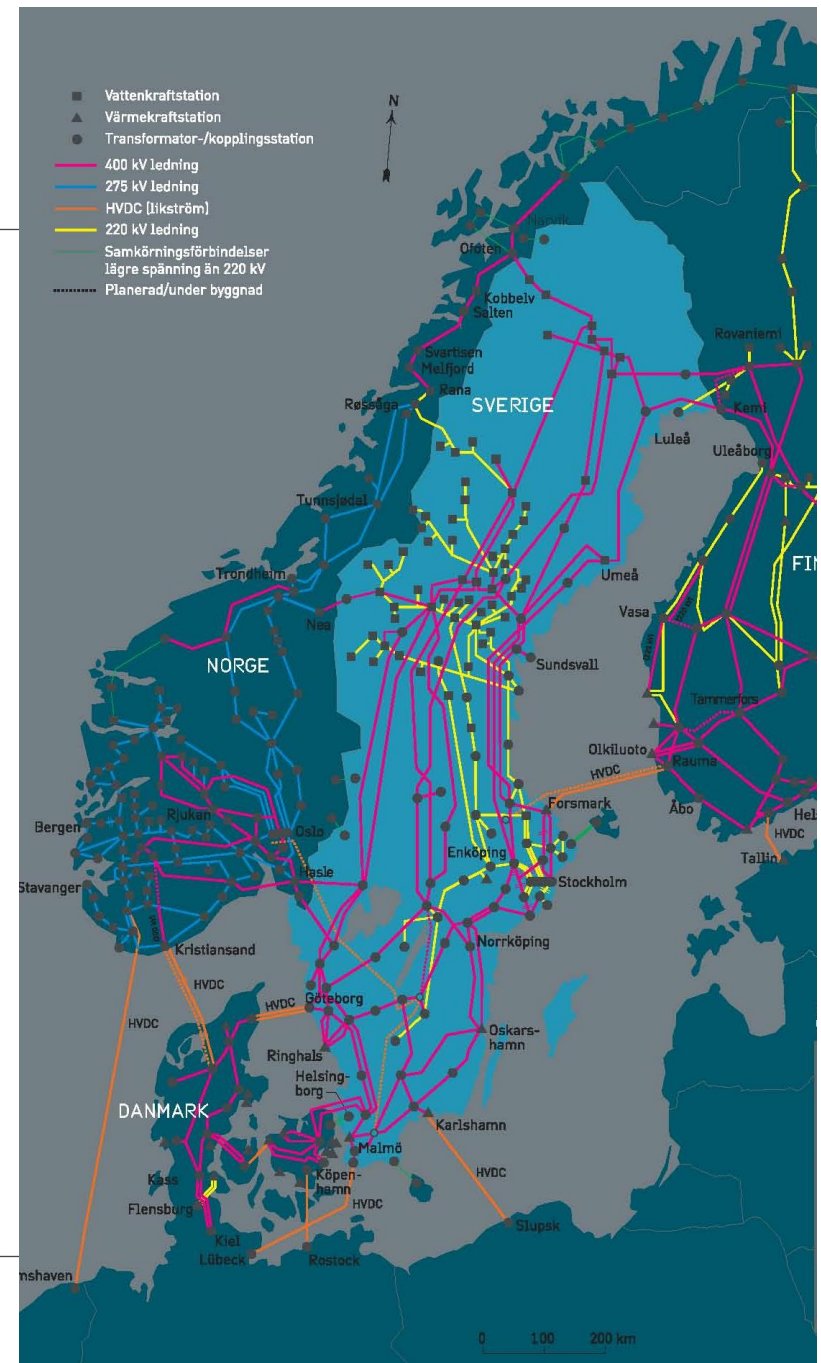 Vattenkraftstation
Värmekraftstation
Transformator-/kopplingsstation
400 kV ledning
275 kV ledning
HVDC (likström)
220 kV ledning
Samkörningsförbindelser
lägre spänning än 220 kV
Planerad/under byggnad
N
Narvik
Ofoten
Kobbelv
Salten
Svartisen
Melfjord
Rana
Røssåga
SVERIGE
Rovaniemi
Kemi
Luleå
Uleåborg
Tunnsjødal
FIN
Trondheim
Umeå
Vasa
Nea
Sundsvall
NORGE
Tammerfors
Olkiluoto
Rauma
HVDC
Forsmark
Åbo
Hels
HVDC
Rjukan
Bergen
Oslo
Enköping
Tallin
Hasle
Stockholm
Stavanger
Norrköping
Kristiansand
HVDC
HVDC
HVDC
Göteborg
Oskars-
hamn
Ringhals
Helsing-
borg
DANMARK
Karlshamn
Malmö
Kass
Köpen-
hamn
HVDC
HVDC
Flensburg
Kiel
Slupsk
Lübeck
Rostock
mshaven
0 100 200 km